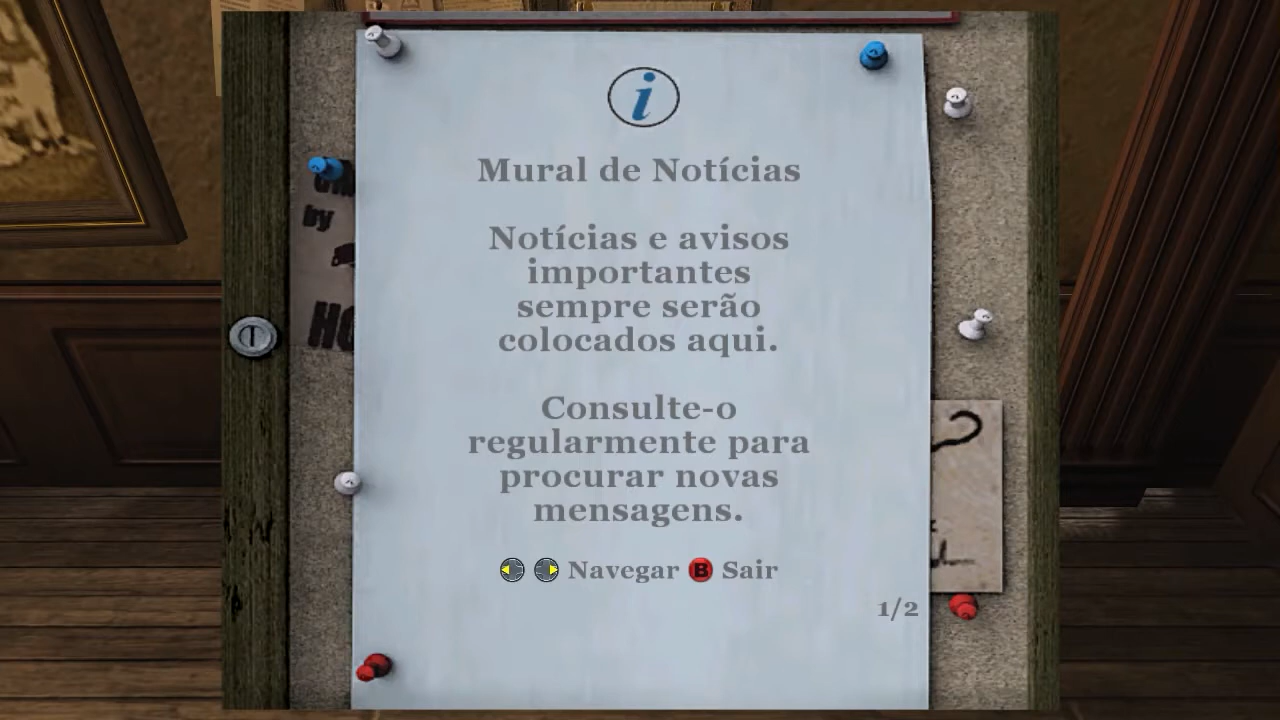 i
Mural de Notícias
Notícias e avisos
importantes
sempre serão
colocados aqui.
Consulte-o
regularmente para
procurar novas
mensagens.
Navegar B Sair
1/2
by